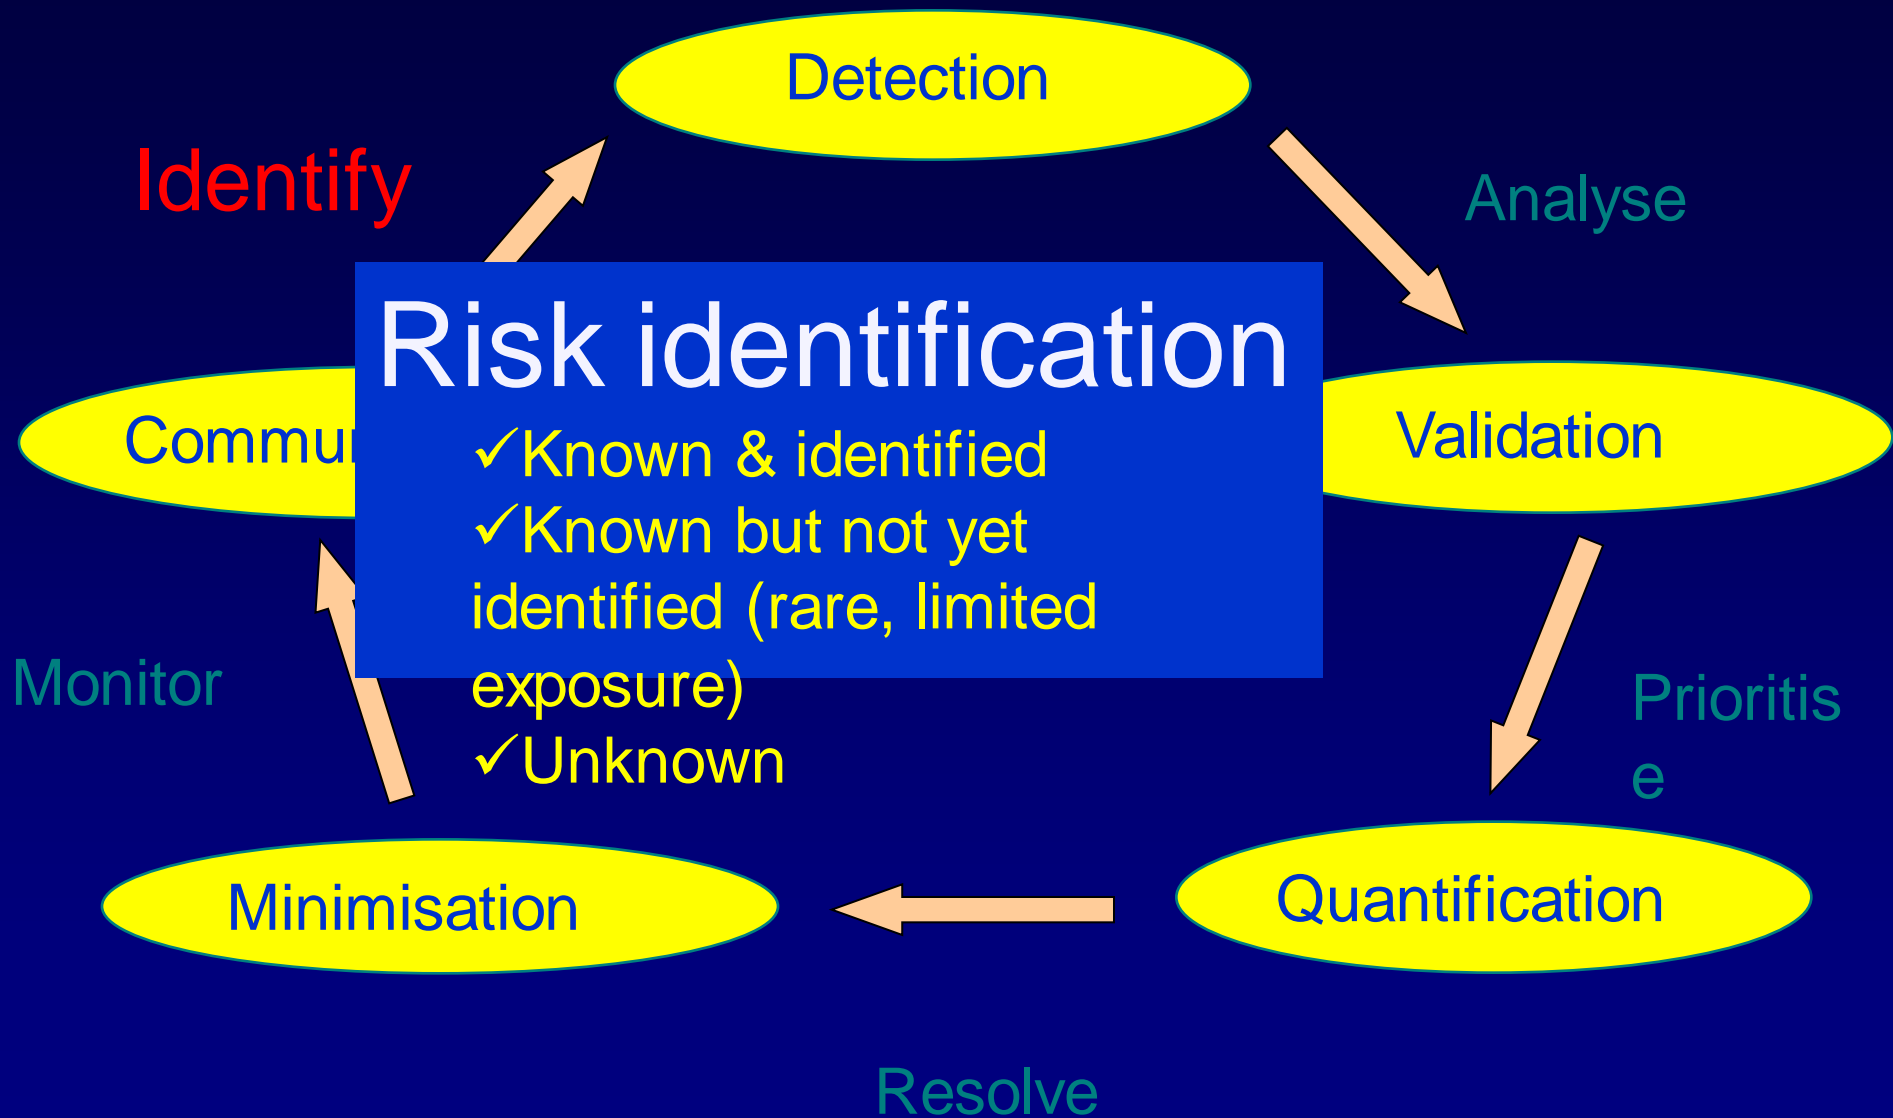 Detection
Identify
Analyse
Risk identification
Validation
✓Known & identified
✓Known but not yet
identified (rare, limited
exposure)
✓Unknown
Monitor
Prioritis
e
Minimisation
Quantification
Resolve